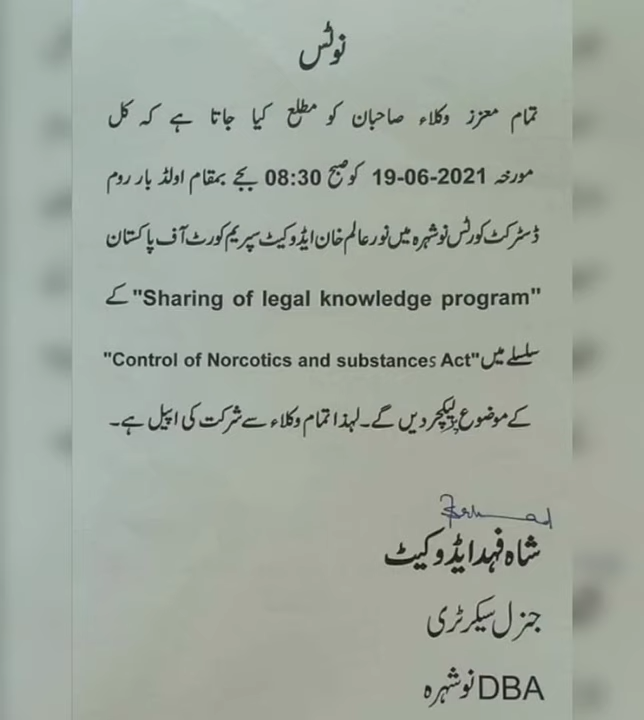 نوٹس
تمام معزز وکلاء صاحبان کو مطلع کیا جاتا ہے کہ کل
مورخہ 19-06-2021 کو صبح 08:30 بجے بمقام اولڈ بار روم
ڈسٹرکٹ کورٹس نوشہرہ میں نور عالم خان ایڈوکیٹ سپریم کورٹ آف پاکستان
"Sharing of legal knowledge program" کے
سلسلے میں "Control of Norcotics and substances Act"
کے موضوع پر لیکچر دیں گے۔ لہذا تمام وکلاء سے شرکت کی اپیل ہے۔
شاہ فہد ایڈوکیٹ
جنرل سیکرٹری
DBA نوشہرہ